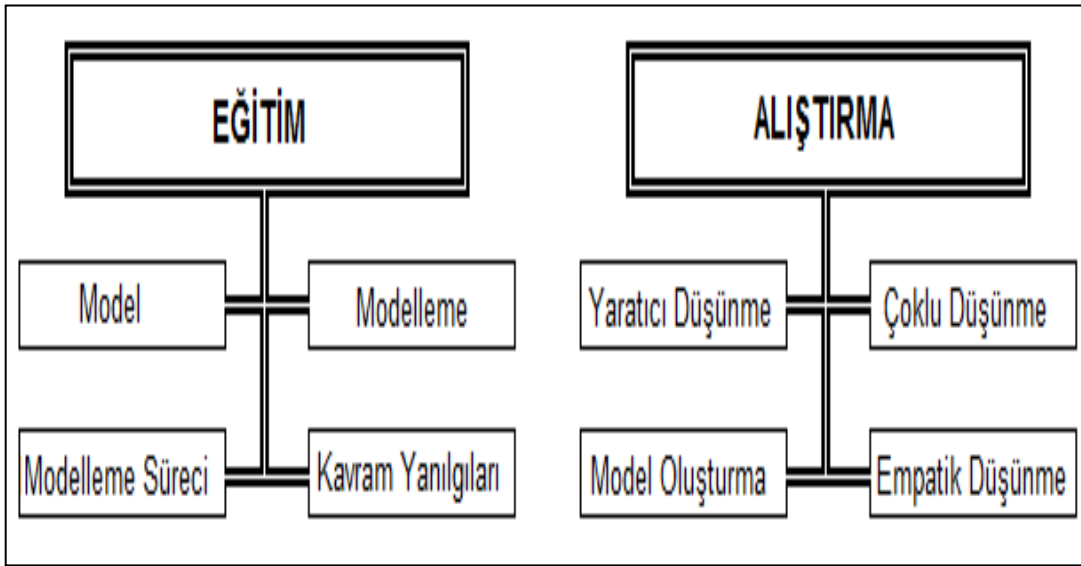 EĞİTİM
Model
Modelleme
Modelleme Süreci
Kavram Yanılgıları
ALIŞTIRMA
Yaratıcı Düşünme
Çoklu Düşünme
Model Oluşturma
Empatik Düşünme